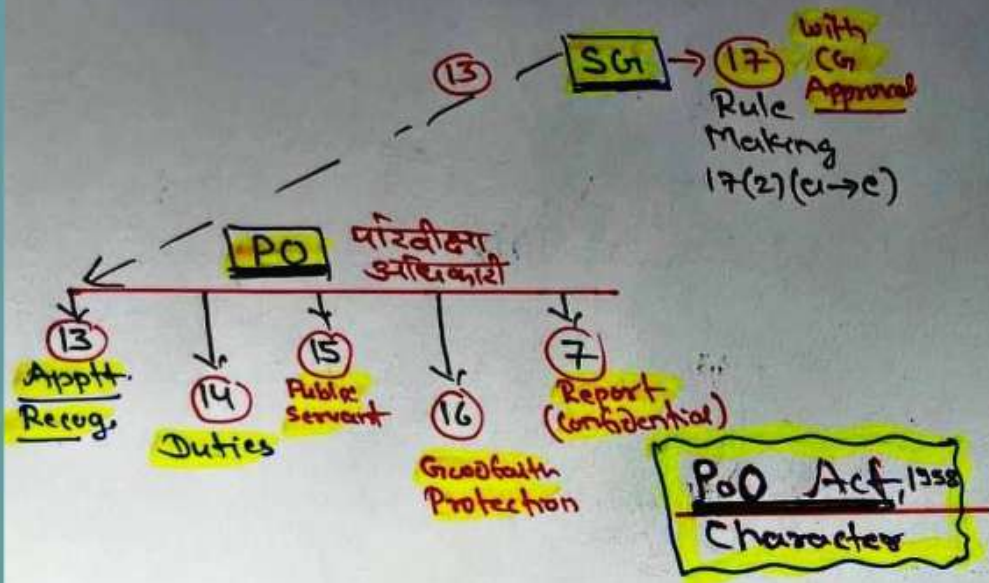 13
SG → 17 with
CG
Approval
Rule
Making
17(2)(a→e)
PO परिवीक्षा
अधिकारी
13
Apptt.
Recog.
14
Duties
15
Public
Servant
16
Goodfaith
Protection
7
Report
(Confidential)
PoO Act, 1958
Character